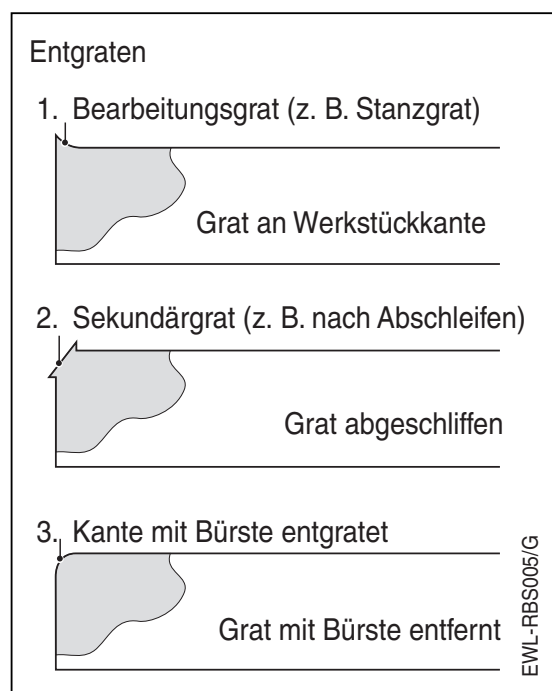 Entgraten
1. Bearbeitungsgrat (z. B. Stanzgrat)
Grat an Werkstückkante
2. Sekundärgrat (z. B. nach Abschleifen)
Grat abgeschliffen
3. Kante mit Bürste entgratet
Grat mit Bürste entfernt
EWL-RBS005/G